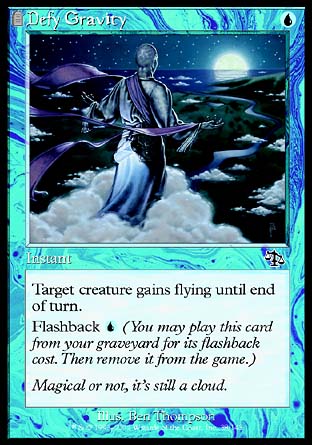 Defy Gravity
Instant
Target creature gains flying until end
of turn.
Flashback (You may play this card
from your graveyard for its flashback
cost. Then remove it from the game.)
Magical or not, it's still a cloud.
Illus. Ben Thompson